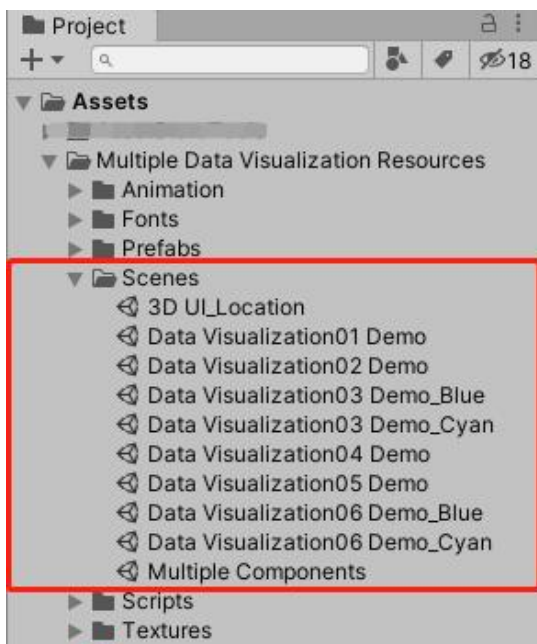 Project
18
Assets
Multiple Data Visualization Resources
Animation
Fonts
Prefabs
Scenes
3D UI_Location
Data Visualization01 Demo
Data Visualization02 Demo
Data Visualization03 Demo_Blue
Data Visualization03 Demo_Cyan
Data Visualization04 Demo
Data Visualization05 Demo
Data Visualization06 Demo_Blue
Data Visualization06 Demo_Cyan
Multiple Components
Scripts
Textures